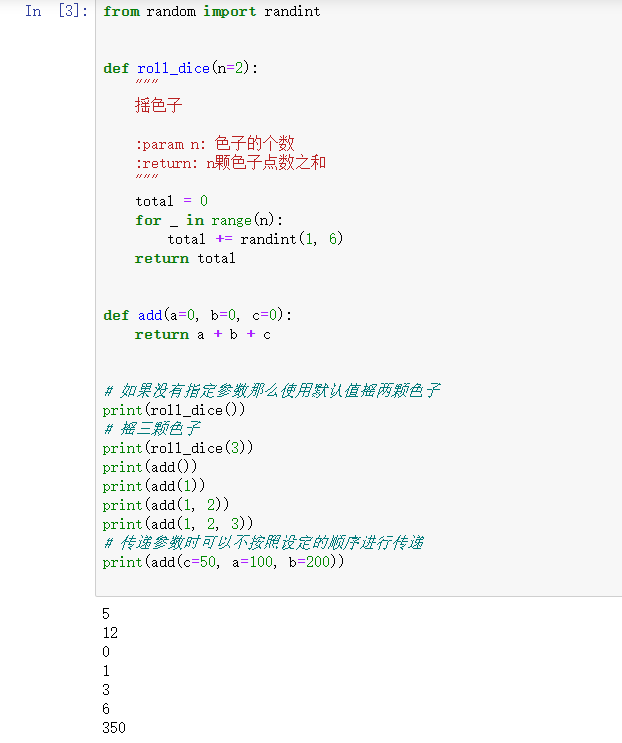 In [3]:
from random import randint
def roll_dice(n=2):
"""
摇色子
:param n: 色子的个数
:return: n颗色子点数之和
"""
total = 0
for _ in range(n):
total += randint(1, 6)
return total
def add(a=0, b=0, c=0):
return a + b + c
# 如果没有指定参数那么使用默认值摇两颗色子
print(roll_dice())
# 摇三颗色子
print(roll_dice(3))
print(add())
print(add(1))
print(add(1, 2))
print(add(1, 2, 3))
# 传递参数时可以不按照设定的顺序进行传递
print(add(c=50, a=100, b=200))
5
12
0
1
3
6
350